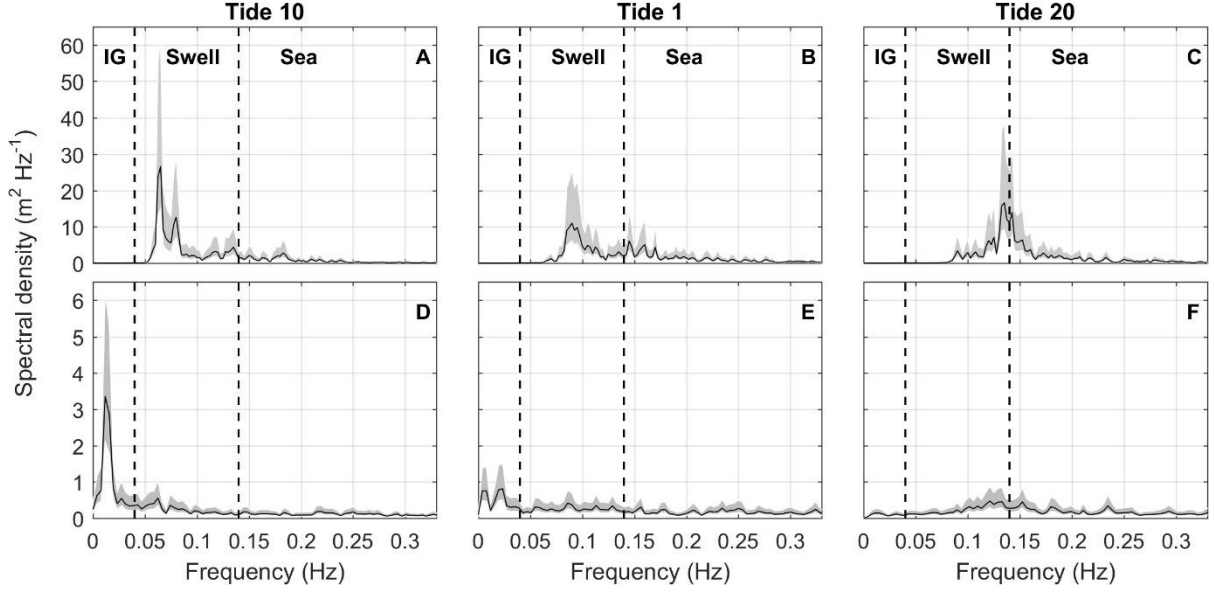 Tide 10 Tide 1 Tide 20
IG Swell Sea A
IG Swell Sea B
IG Swell Sea C
60
50
40
30
20
10
0
D E F
6
5
4
3
2
1
0
Spectral density (m² Hz⁻¹)
0 0.05 0.1 0.15 0.2 0.25 0.3
0 0.05 0.1 0.15 0.2 0.25 0.3
0 0.05 0.1 0.15 0.2 0.25 0.3
Frequency (Hz) Frequency (Hz) Frequency (Hz)